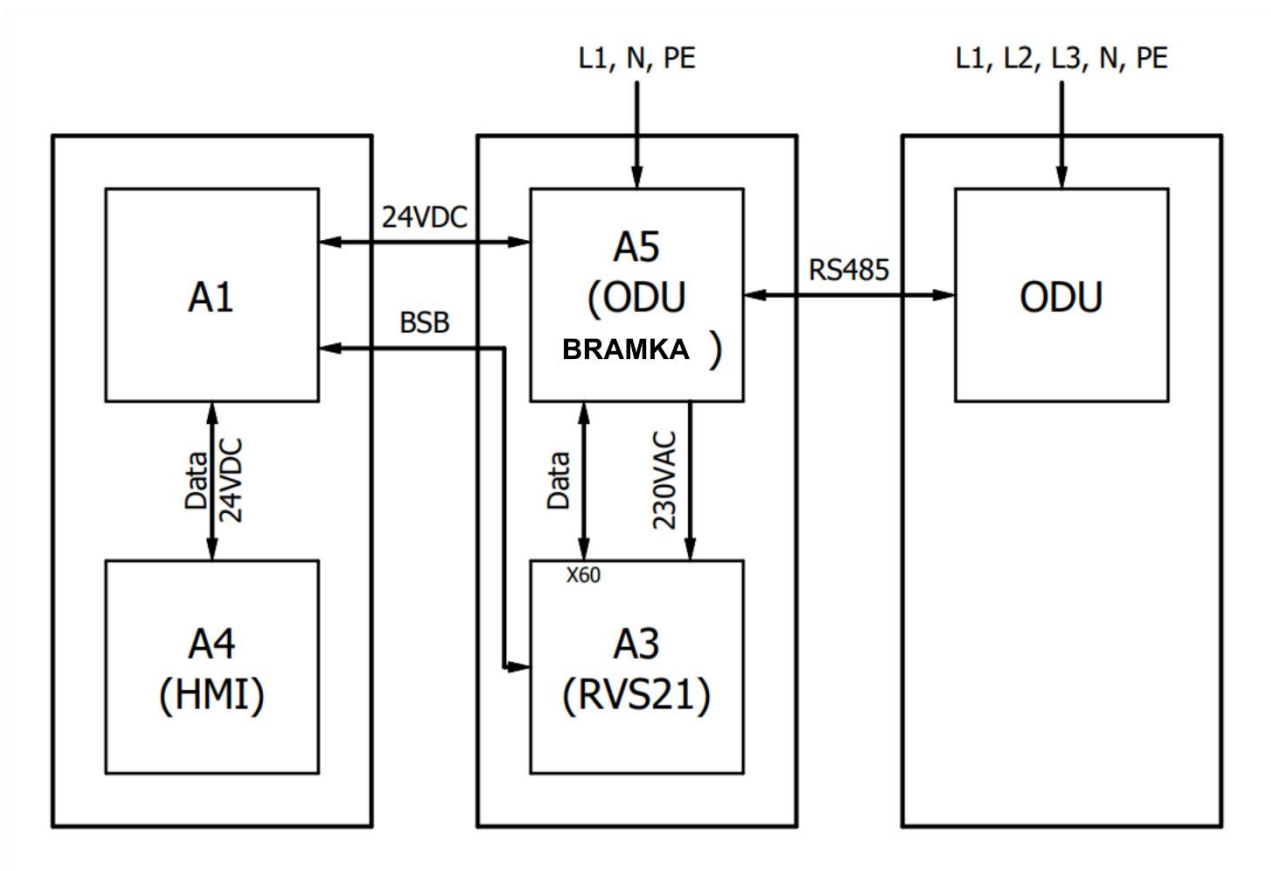 L1, N, PE
L1, L2, L3, N, PE
24VDC
A1
BSB
A5
(ODU
BRAMKA )
RS485
ODU
Data
24VDC
Data
230VAC
A4
(HMI)
X60
A3
(RVS21)